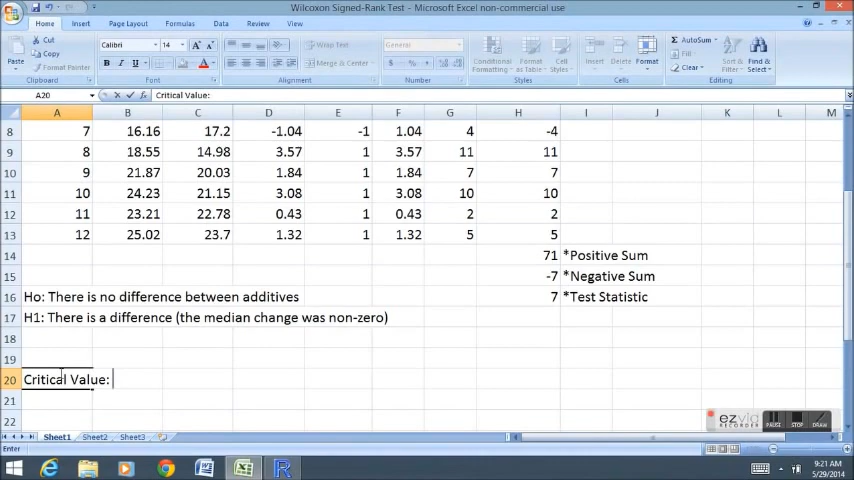 Wilcoxon Signed-Rank Test - Microsoft Excel non-commercial use
Home Page Layout Formulas Data Review View
Insert
Cut
Copy
Format Painter
Paste
Clipboard
Calibri 14
B I U
Font
Wrap Text
Merge & Center
Alignment
General
$ % ,
Number
Conditional Formatting
Format as Table
Cell Styles
Styles
Insert Delete Format
Cells
AutoSum
Fill
Clear
Sort & Filter
Find & Select
Editing
A20 Critical Value:
A B C D E F G H I J K L M
8 7 16.16 17.2 -1.04 -1 1.04 4 -4
9 8 18.55 14.98 3.57 1 3.57 11 11
10 9 21.87 20.03 1.84 1 1.84 7 7
11 10 24.23 21.15 3.08 1 3.08 10 10
12 11 23.21 22.78 0.43 1 0.43 2 2
13 12 25.02 23.7 1.32 1 1.32 5 5
14 71 *Positive Sum
15 -7 *Negative Sum
16 Ho: There is no difference between additives 7 *Test Statistic
17 H1: There is a difference (the median change was non-zero)
18
19
20 Critical Value:
21
22
ezvid RECORDER
PAUSE STOP DRAW
Sheet1 Sheet2 Sheet3
Enter
100%
9:21 AM
5/29/2014